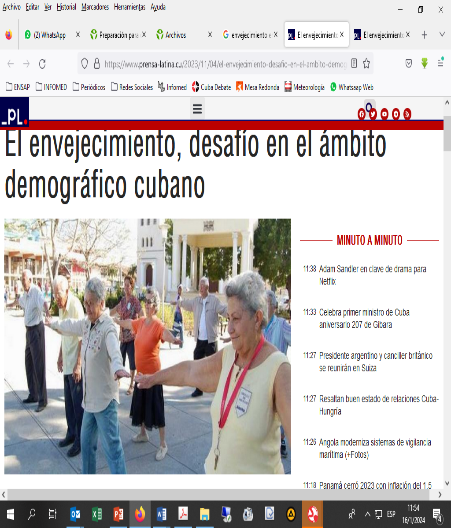 Archivo Editar Ver Historial Marcadores Herramientas Ayuda
(2) WhatsApp
Preparación para
Archivos
envejecimiento e
El envejecimiento
El envejecimiento
https://www.prensa-latina.cu/2023/11/04/el-envejecimiento-desafio-en-el-ambito-demog
ENSAP INFOMED Periódicos Redes Sociales Infomed Cuba Debate Mesa Redonda Meteorología Whatsapp Web
_PL.
El envejecimiento, desafío en el ámbito
demográfico cubano
MINUTO A MINUTO
11:38 Adam Sandler en clave de drama para
Netflix
11:33 Celebra primer ministro de Cuba
aniversario 207 de Gibara
11:27 Presidente argentino y canciller británico
se reunirán en Suiza
11:27 Resaltan buen estado de relaciones Cuba-
Hungría
11:26 Angola moderniza sistemas de vigilancia
marítima (+Fotos)
11:18 Panamá cerró 2023 con inflación del 1,5
ESP
11:54
16/1/2024